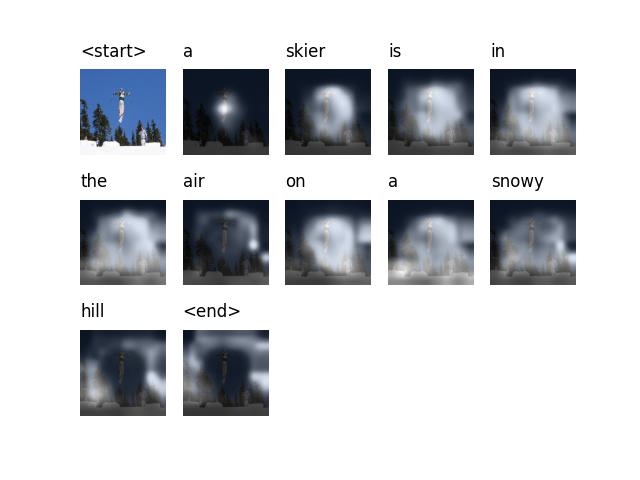 <start> a skier is in
the air on a snowy
hill <end>